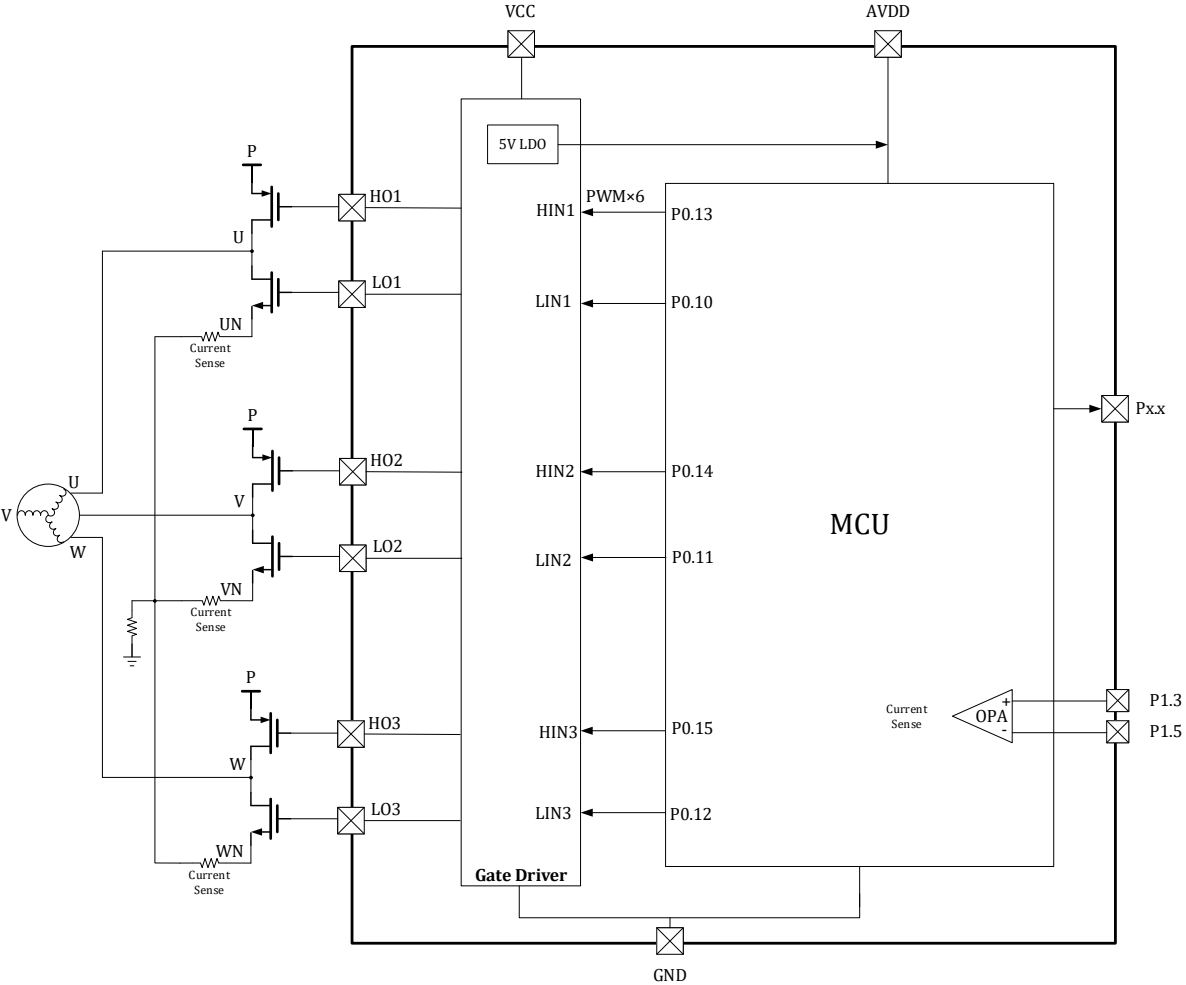 VCC
AVDD
5V LDO
P
HO1
HIN1
PWM×6
P0.13
U
LO1
LIN1
P0.10
UN
Current
Sense
Px.x
P
HO2
HIN2
P0.14
U
V
V
MCU
W
LO2
LIN2
P0.11
VN
Current
Sense
P
P1.3
Current
Sense
+
OPA
-
P1.5
HO3
HIN3
P0.15
W
LO3
LIN3
P0.12
WN
Current
Sense
Gate Driver
GND